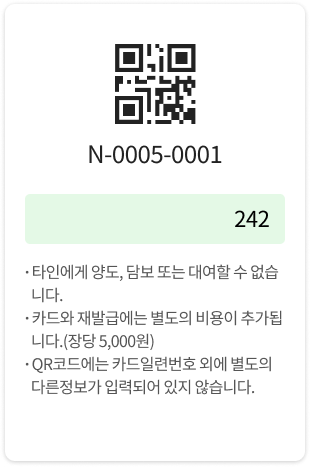 N-0005-0001
242
· 타인에게 양도, 담보 또는 대여할 수 없습
니다.
· 카드와 재발급에는 별도의 비용이 추가됩
니다.(장당 5,000원)
· QR코드에는 카드일련번호 외에 별도의
다른정보가 입력되어 있지 않습니다.